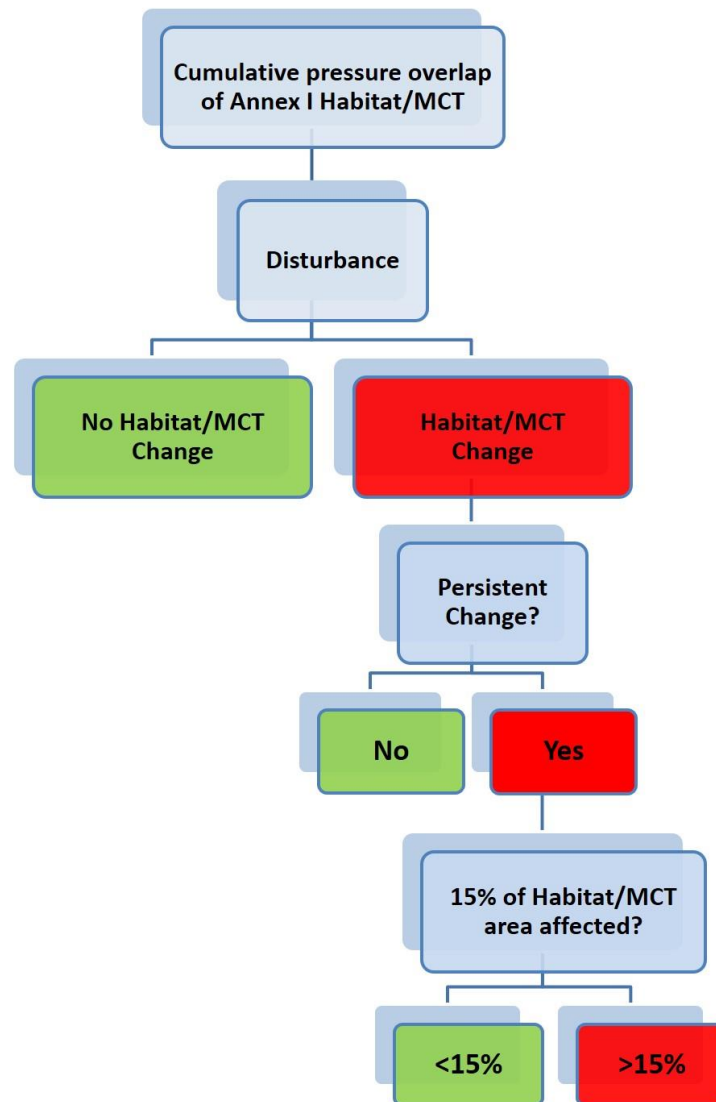 Cumulative pressure overlap
of Annex I Habitat/MCT
Disturbance
No Habitat/MCT
Change
Habitat/MCT
Change
Persistent
Change?
No
Yes
15% of Habitat/MCT
area affected?
<15%
>15%